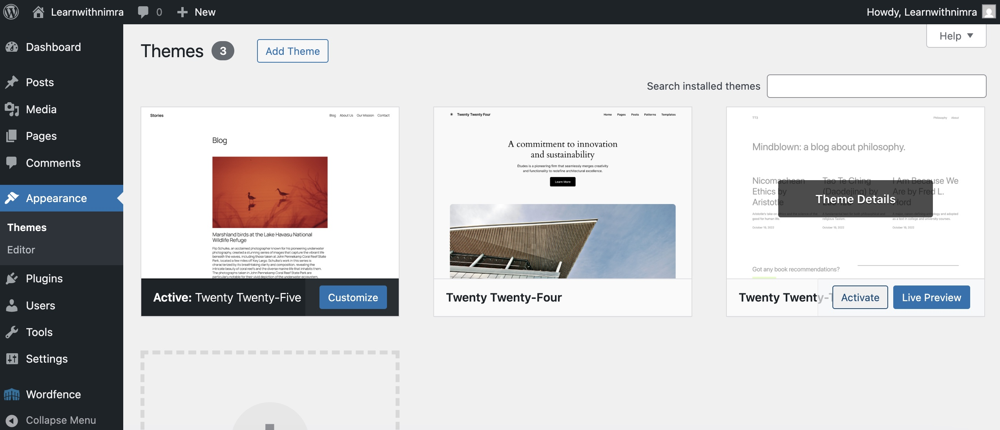 Learnwithnimra 0 New Howdy, Learnwithnimra
Help
Dashboard
Posts
Media
Pages
Comments
Appearance
Themes
Editor
Plugins
Users
Tools
Settings
Wordfence
Collapse Menu
Themes 3 Add Theme
Search installed themes
Stories Blog About Us Our Mission Contact
Blog
Marshland birds at the Lake Havasu National
Wildlife Refuge
Flip Schulke, an acclaimed photographer known for his pioneering underwater
photography, created a stunning series of images that capture the vibrant life
beneath the waves, including those taken at John Pennekamp Coral Reef State
Park, located a few miles off Key Largo. Schulke's work in this series is
characterized by its breathtaking clarity and composition, revealing the
intricate beauty of coral reefs and the diverse marine life that inhabits them.
The photographs taken in John Pennekamp Coral Reef State Park are
particularly notable for their vivid depiction of the underwater ecosystem,
Active: Twenty Twenty-Five Customize
Twenty Twenty Four Home Pages Posts Patterns Templates
A commitment to innovation
and sustainability
Études is a pioneering firm that seamlessly merges creativity
and functionality to redefine architectural excellence.
Learn More
Twenty Twenty-Four
TT3 Philosophy About
Mindblown: a blog about philosophy.
Nicomachean
Ethics by
Aristotle
Aristotle's take on ethics and the science of the
good for human life.
October 19, 2022
Tao Te Ching
(Daodejing) by
Lao Tzu
A fundamental text for both philosophical and
religious Taoism.
October 19, 2022
I Am Because We
Are by Fred L.
Hord
A major, canon-defining anthology and adopted
as a text in college and university courses.
October 19, 2022
Theme Details
Got any book recommendations?
Twenty Twenty-T Activate Live Preview